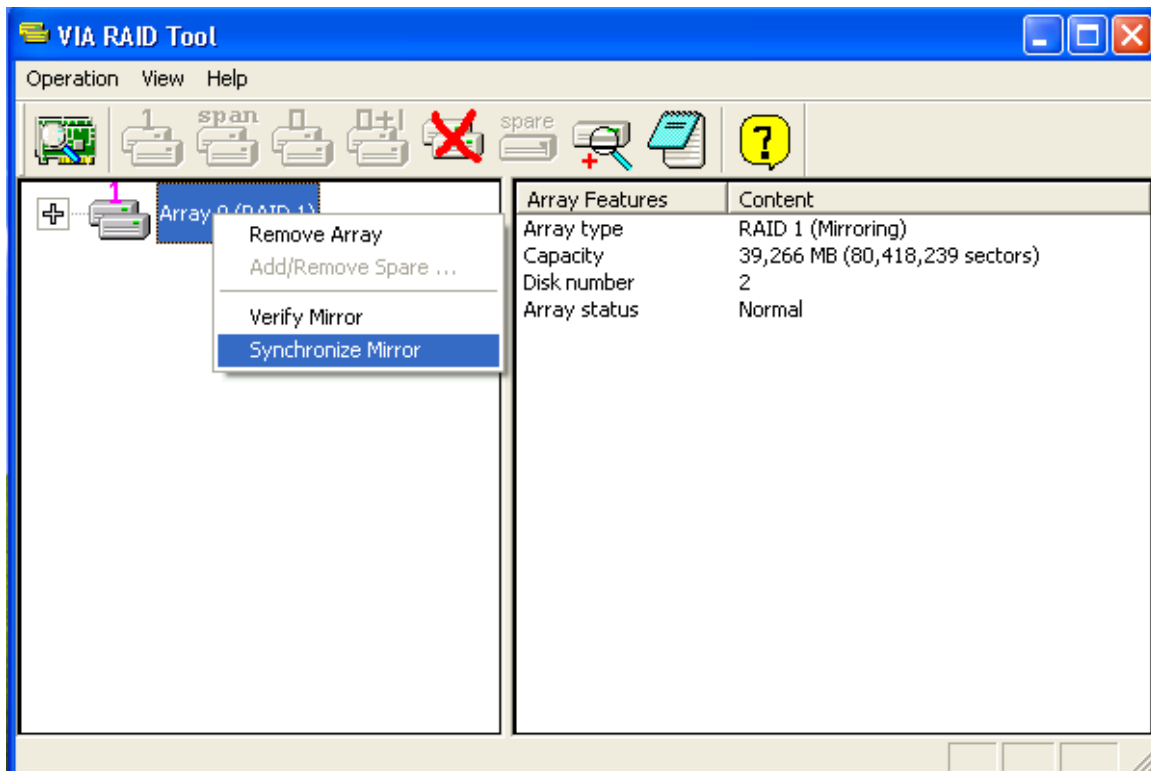 VIA RAID Tool
Operation View Help
1 span 0 0+1 spare
1
Array 0 (RAID 1)
Remove Array
Add/Remove Spare ...
Verify Mirror
Synchronize Mirror
Array Features Content
Array type RAID 1 (Mirroring)
Capacity 39,266 MB (80,418,239 sectors)
Disk number 2
Array status Normal